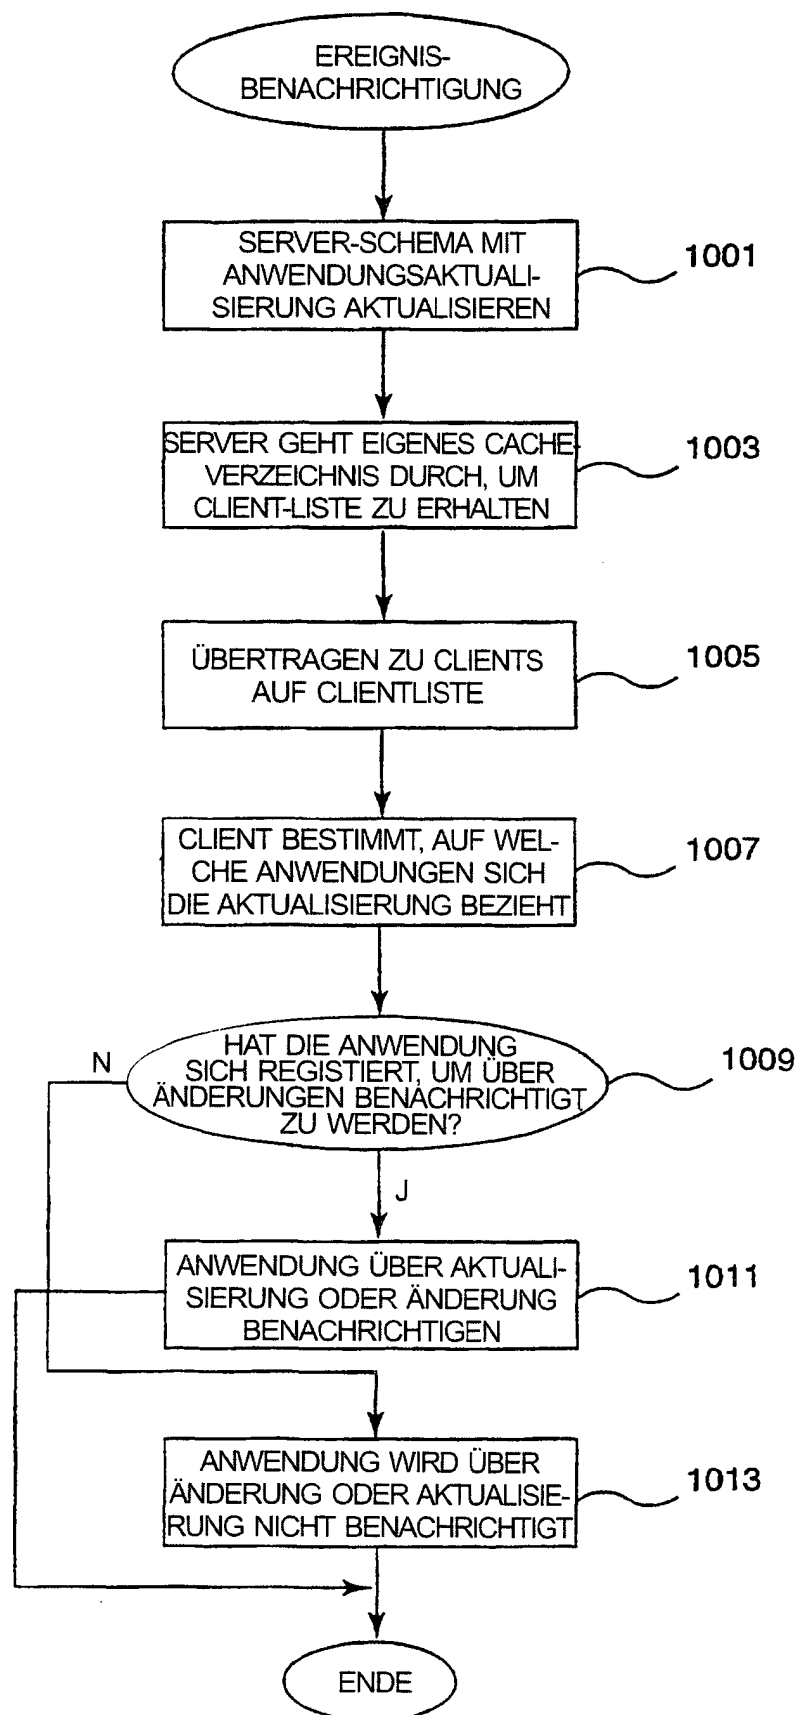 EREIGNIS-
BENACHRICHTIGUNG
SERVER-SCHEMA MIT
ANWENDUNGSAKTUALI-
SIERUNG AKTUALISIEREN
1001
SERVER GEHT EIGENES CACHE-
VERZEICHNIS DURCH, UM
CLIENT-LISTE ZU ERHALTEN
1003
ÜBERTRAGEN ZU CLIENTS
AUF CLIENTLISTE
1005
CLIENT BESTIMMT, AUF WEL-
CHE ANWENDUNGEN SICH
DIE AKTUALISIERUNG BEZIEHT
1007
HAT DIE ANWENDUNG
SICH REGISTIERT, UM ÜBER
ÄNDERUNGEN BENACHRICHTIGT
ZU WERDEN?
1009
N
J
ANWENDUNG ÜBER AKTUALI-
SIERUNG ODER ÄNDERUNG
BENACHRICHTIGEN
1011
ANWENDUNG WIRD ÜBER
ÄNDERUNG ODER AKTUALISIE-
RUNG NICHT BENACHRICHTIGT
1013
ENDE